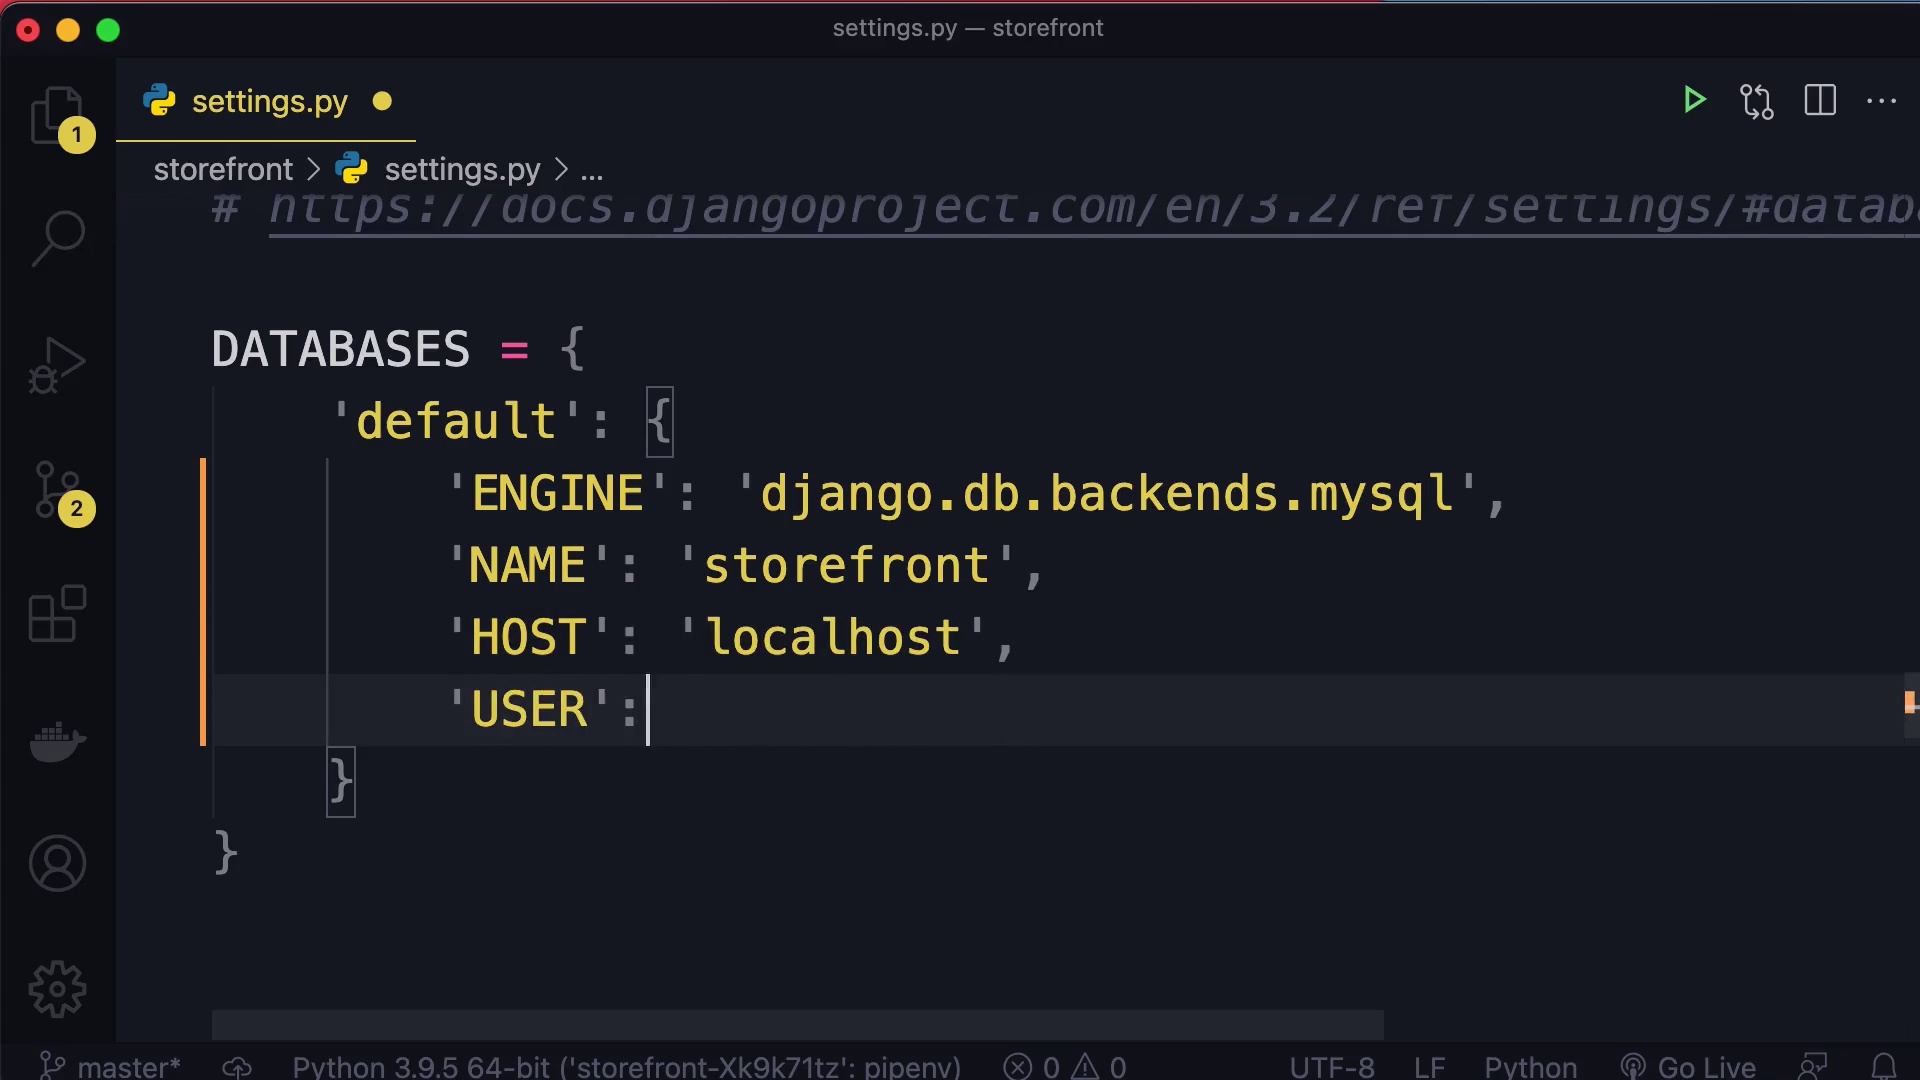 settings.py — storefront
settings.py
1
storefront > settings.py > ...
# https://docs.djangoproject.com/en/3.2/ref/settings/#datab
DATABASES = {
'default': {
'ENGINE': 'django.db.backends.mysql',
'NAME': 'storefront',
'HOST': 'localhost',
2
'USER':
}
}
master* Python 3.9.5 64-bit ('storefront-Xk9k71tz': pipenv) 0 0 UTF-8 LF Python Go Live